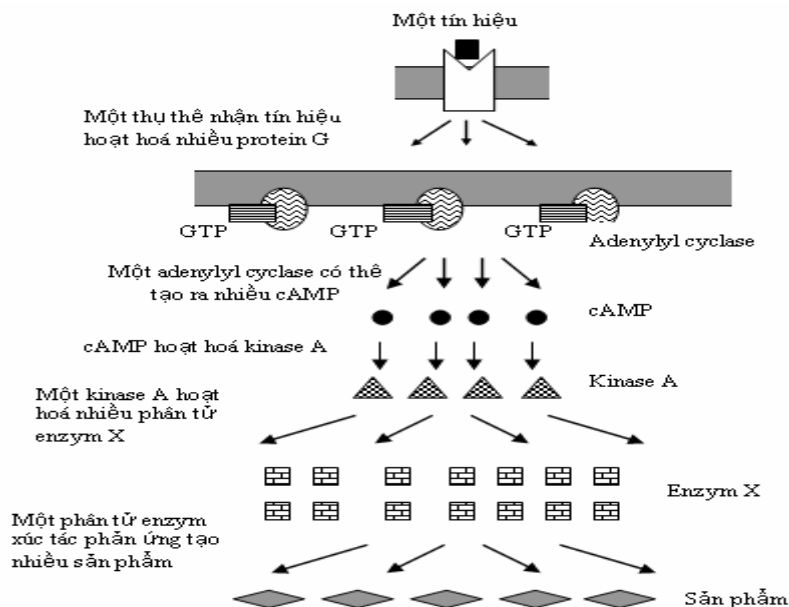 Một tín hiệu
Một thụ thể nhận tín hiệu
hoạt hoá nhiều protein G
GTP
GTP
GTP
Adenylyl cyclase
Một adenylyl cyclase có thể
tạo ra nhiều cAMP
cAMP
cAMP hoạt hoá kinase A
Kinase A
Một kinase A hoạt
hoá nhiều phân tử
enzym X
Enzym X
Một phân tử enzym
xúc tác phản ứng tạo
nhiều sản phẩm
Sản phẩm